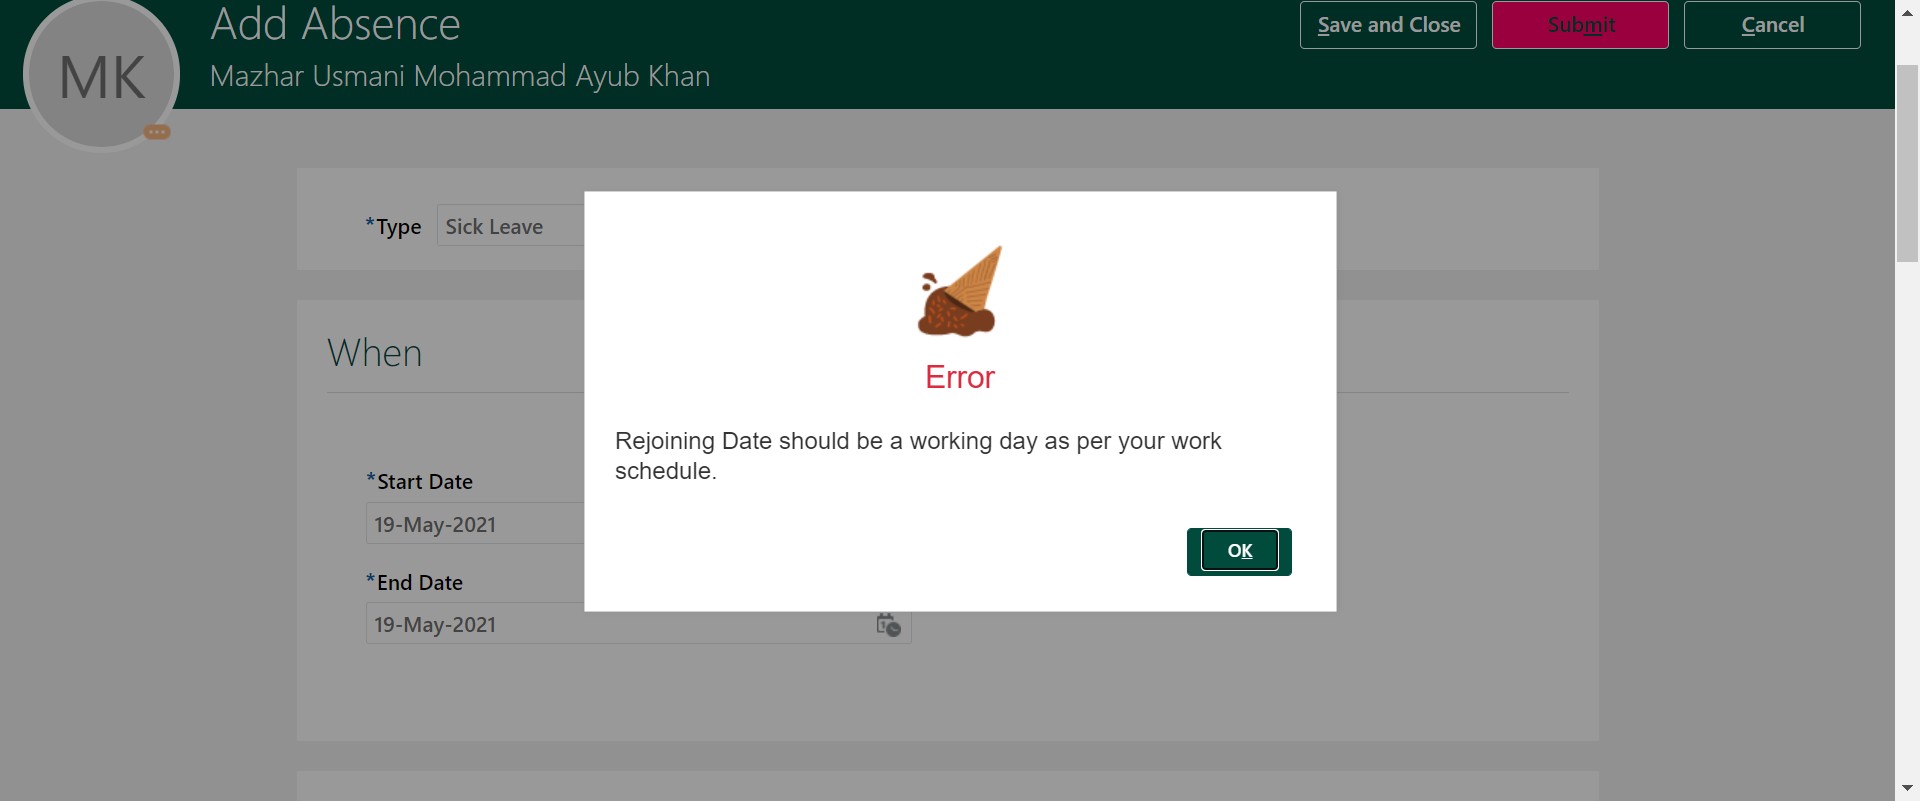 Add Absence
Save and Close
Submit
Cancel
MK
Mazhar Usmani Mohammad Ayub Khan
*Type
Sick Leave
Error
When
Rejoining Date should be a working day as per your work
schedule.
*Start Date
19-May-2021
OK
*End Date
19-May-2021